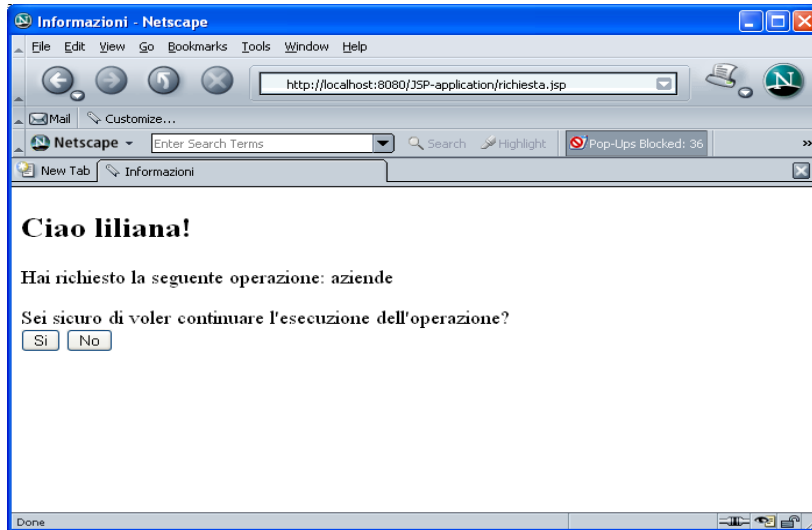 Informazioni - Netscape
File Edit View Go Bookmarks Tools Window Help
http://localhost:8080/JSP-application/richiesta.jsp
Mail Customize...
Netscape Enter Search Terms Search Highlight Pop-Ups Blocked: 36
New Tab Informazioni
Ciao liliana!
Hai richiesto la seguente operazione: aziende
Sei sicuro di voler continuare l'esecuzione dell'operazione?
Si No
Done